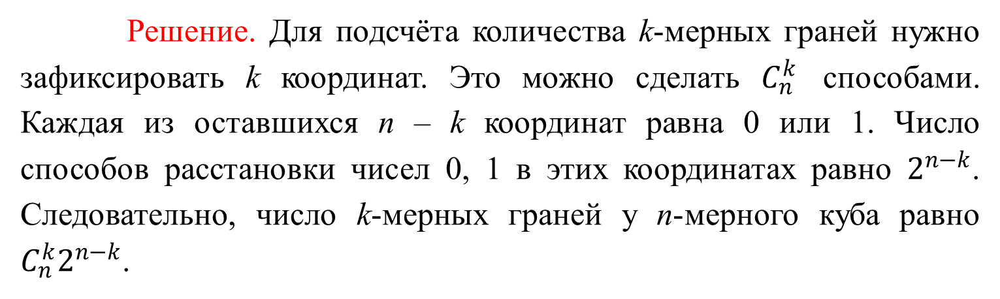 Решение. Для подсчёта количества k-мерных граней нужно
зафиксировать k координат. Это можно сделать $C_n^k$ способами.
Каждая из оставшихся n – k координат равна 0 или 1. Число
способов расстановки чисел 0, 1 в этих координатах равно $2^{n-k}$.
Следовательно, число k-мерных граней у n-мерного куба равно
$C_n^k 2^{n-k}$.